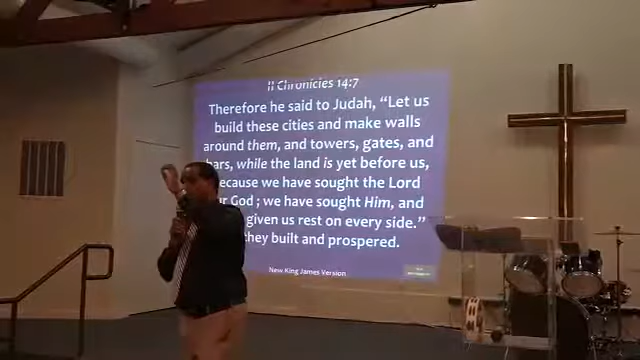 II Chronicles 14:7
Therefore he said to Judah, “Let us
build these cities and make walls
around them, and towers, gates, and
bars, while the land is yet before us,
because we have sought the Lord
our God ; we have sought Him, and
given us rest on every side.”
they built and prospered.
New King James Version